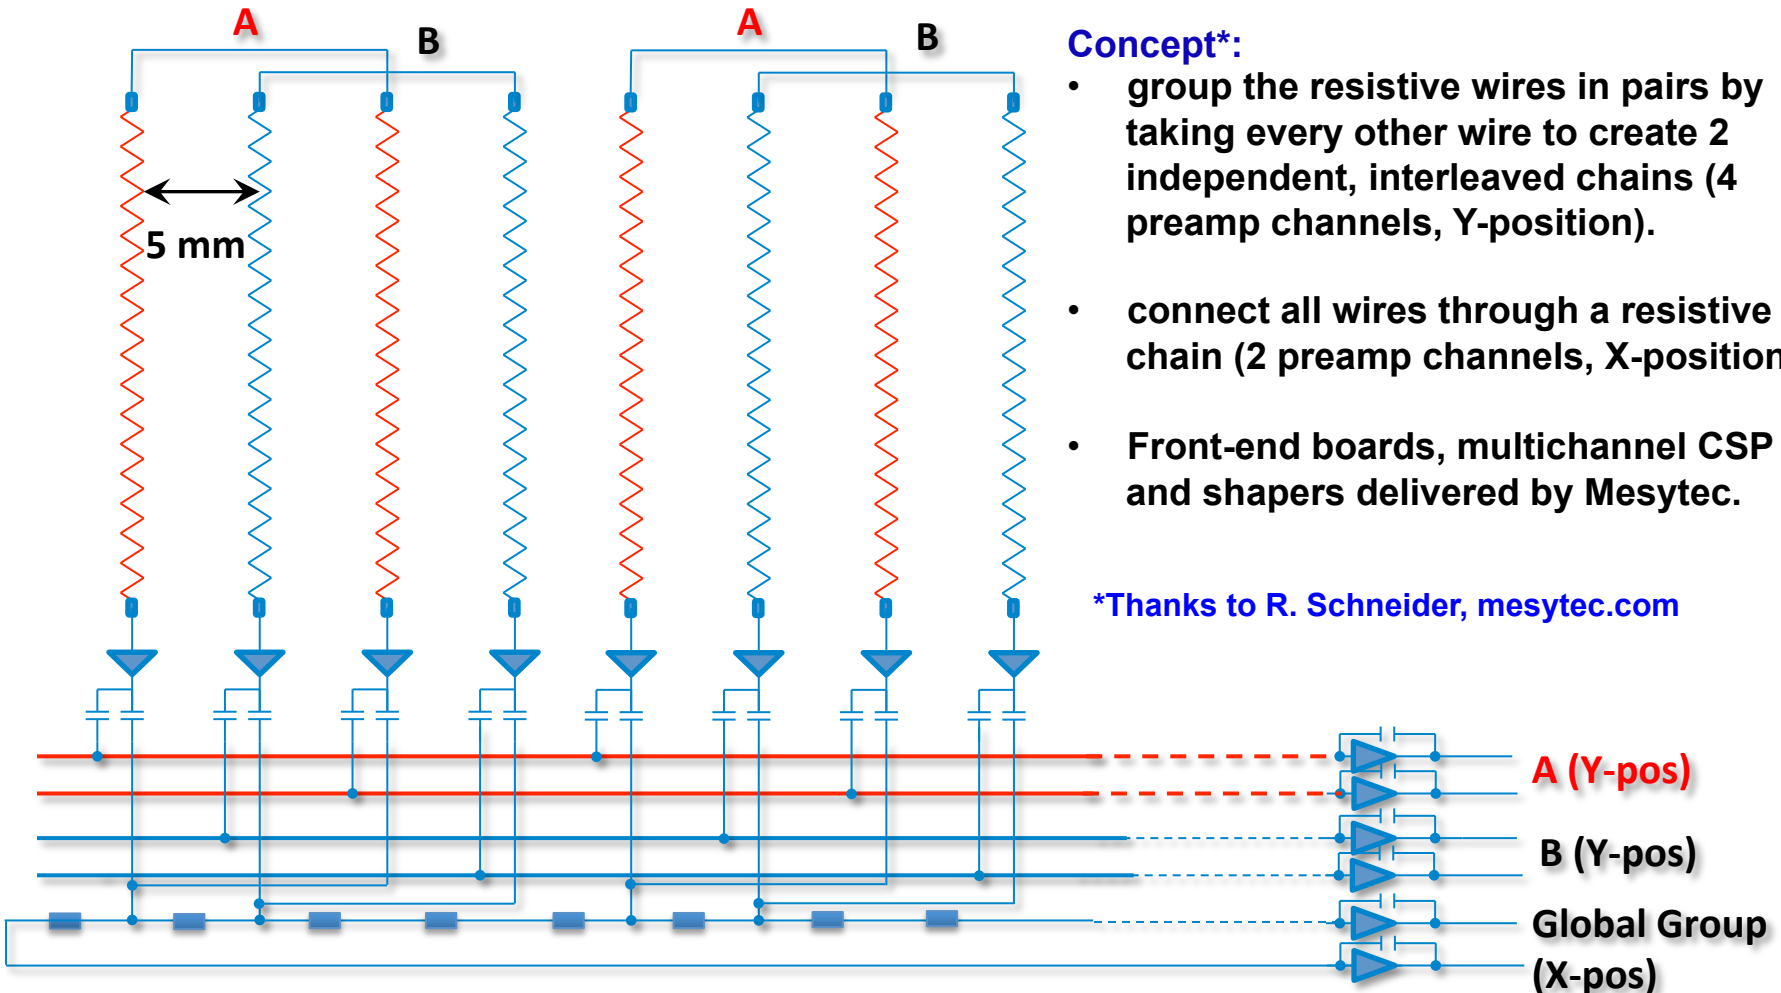 A
B
A
B
5 mm
Concept*:
• group the resistive wires in pairs by
taking every other wire to create 2
independent, interleaved chains (4
preamp channels, Y-position).
• connect all wires through a resistive
chain (2 preamp channels, X-position
• Front-end boards, multichannel CSP
and shapers delivered by Mesytec.
*Thanks to R. Schneider, mesytec.com
A (Y-pos)
B (Y-pos)
Global Group
(X-pos)